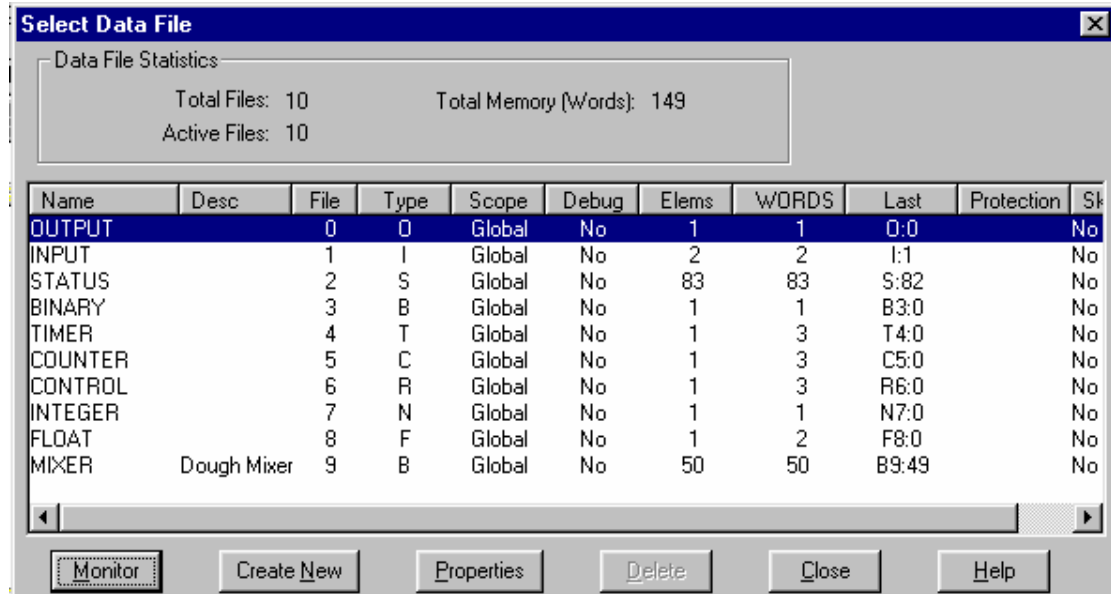 Select Data File
Data File Statistics
Total Files: 10 Total Memory (Words): 149
Active Files: 10
Name Desc File Type Scope Debug Elems WORDS Last Protection Sk
OUTPUT 0 O Global No 1 1 O:0 No
INPUT 1 I Global No 2 2 I:1 No
STATUS 2 S Global No 83 83 S:82 No
BINARY 3 B Global No 1 1 B3:0 No
TIMER 4 T Global No 1 3 T4:0 No
COUNTER 5 C Global No 1 3 C5:0 No
CONTROL 6 R Global No 1 3 R6:0 No
INTEGER 7 N Global No 1 1 N7:0 No
FLOAT 8 F Global No 1 2 F8:0 No
MIXER Dough Mixer 9 B Global No 50 50 B9:49 No
Monitor Create New Properties Delete Close Help